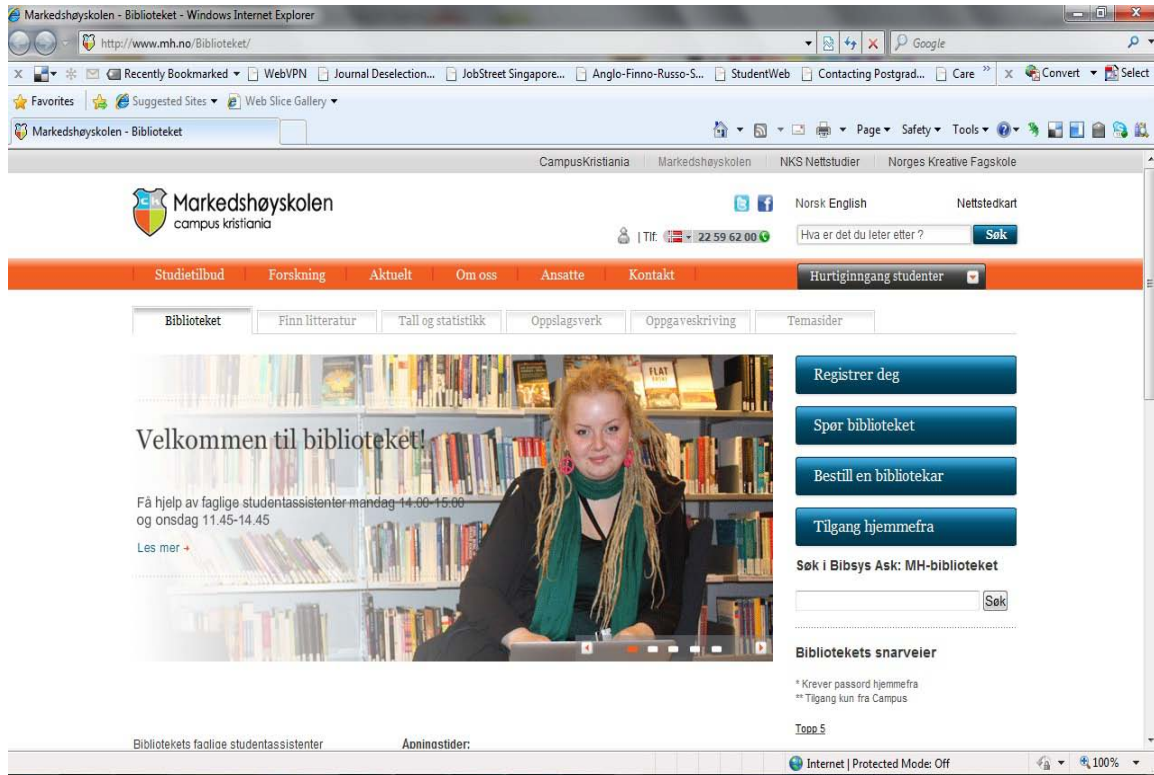 Markedshøyskolen - Biblioteket - Windows Internet Explorer
http://www.mh.no/Biblioteket/
Google
x Recently Bookmarked WebVPN Journal Deselection... JobStreet Singapore... Anglo-Finno-Russo-S... StudentWeb Contacting Postgrad... Care » x Convert Select
Favorites Suggested Sites Web Slice Gallery
Markedshøyskolen - Biblioteket
Page Safety Tools
CampusKristiania Markedshøyskolen NKS Nettstudier Norges Kreative Fagskole
ck Markedshøyskolen
campus kristiania
Norsk English Nettstedkart
| Tlf: 22 59 62 00
Hva er det du leter etter ? Søk
Studietilbud Forskning Aktuelt Om oss Ansatte Kontakt
Hurtiginngang studenter
Biblioteket Finn litteratur Tall og statistikk Oppslagsverk Oppgaveskriving Temasider
FLAT
Velkommen til biblioteket!
Få hjelp av faglige studentassistenter mandag 14.00-15.00
og onsdag 11.45-14.45
Les mer
Registrer deg
Spør biblioteket
Bestill en bibliotekar
Tilgang hjemmefra
Søk i Bibsys Ask: MH-biblioteket
Søk
Bibliotekets snarveier
* Krever passord hjemmefra
** Tilgang kun fra Campus
Topp 5
Bibliotekets faglige studentassistenter
Åpningstider:
Internet | Protected Mode: Off
100%